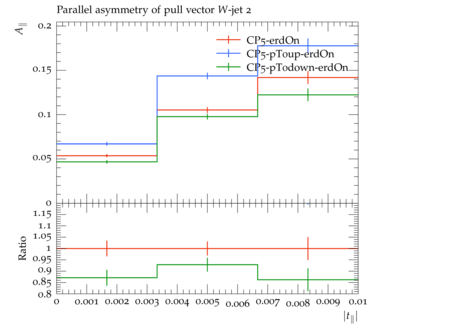 Parallel asymmetry of pull vector W-jet 2
A∥
0.2
CP5-erdOn
CP5-pToup-erdOn
CP5-pTodown-erdOn
0.15
0.1
0.05
0
Ratio
1.15
1.1
1.05
1
0.95
0.9
0.85
0.8
0 0.001 0.002 0.003 0.004 0.005 0.006 0.007 0.008 0.009 0.01
|t∥|